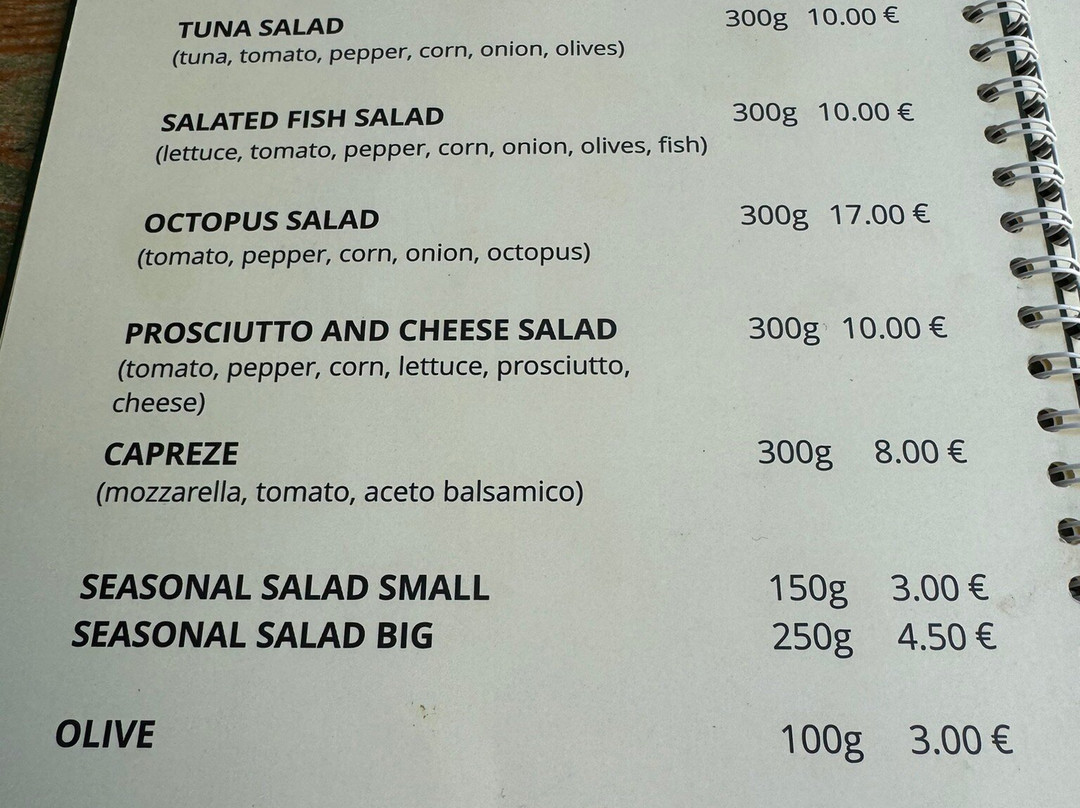 TUNA SALAD 300g 10.00 €
(tuna, tomato, pepper, corn, onion, olives)
SALATED FISH SALAD 300g 10.00 €
(lettuce, tomato, pepper, corn, onion, olives, fish)
OCTOPUS SALAD 300g 17.00 €
(tomato, pepper, corn, onion, octopus)
PROSCIUTTO AND CHEESE SALAD 300g 10.00 €
(tomato, pepper, corn, lettuce, prosciutto,
cheese)
CAPREZE 300g 8.00 €
(mozzarella, tomato, aceto balsamico)
SEASONAL SALAD SMALL 150g 3.00 €
SEASONAL SALAD BIG 250g 4.50 €
OLIVE 100g 3.00 €